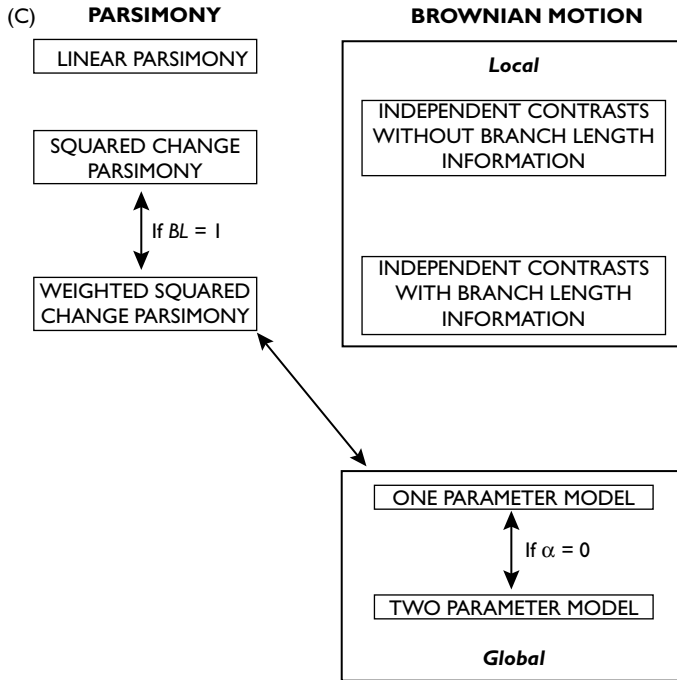 (C)
PARSIMONY
LINEAR PARSIMONY
SQUARED CHANGE
PARSIMONY
If BL = 1
WEIGHTED SQUARED
CHANGE PARSIMONY
BROWNIAN MOTION
Local
INDEPENDENT CONTRASTS
WITHOUT BRANCH LENGTH
INFORMATION
INDEPENDENT CONTRASTS
WITH BRANCH LENGTH
INFORMATION
ONE PARAMETER MODEL
If α = 0
TWO PARAMETER MODEL
Global